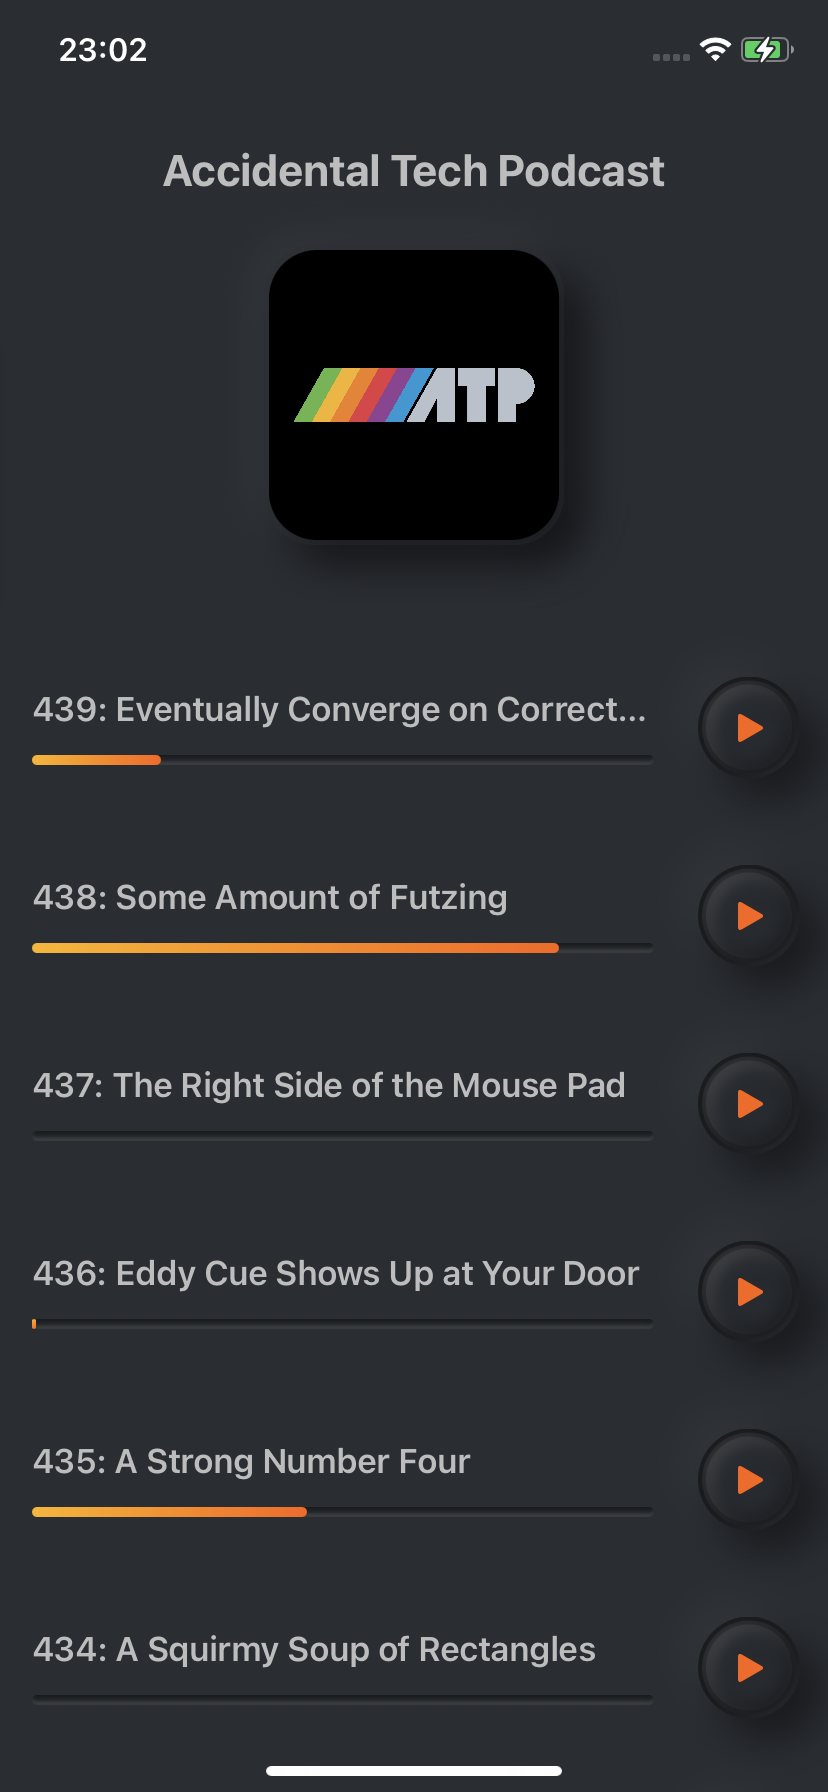 23:02
Accidental Tech Podcast
ATP
439: Eventually Converge on Correct...
438: Some Amount of Futzing
437: The Right Side of the Mouse Pad
436: Eddy Cue Shows Up at Your Door
435: A Strong Number Four
434: A Squirmy Soup of Rectangles